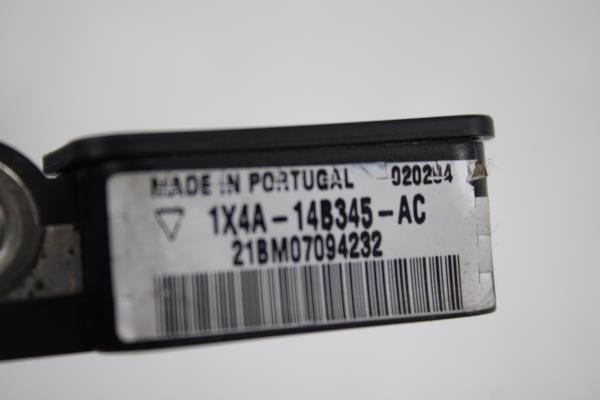 MADE IN PORTUGAL 020204
1X4A-14B345-AC
21BM07094232